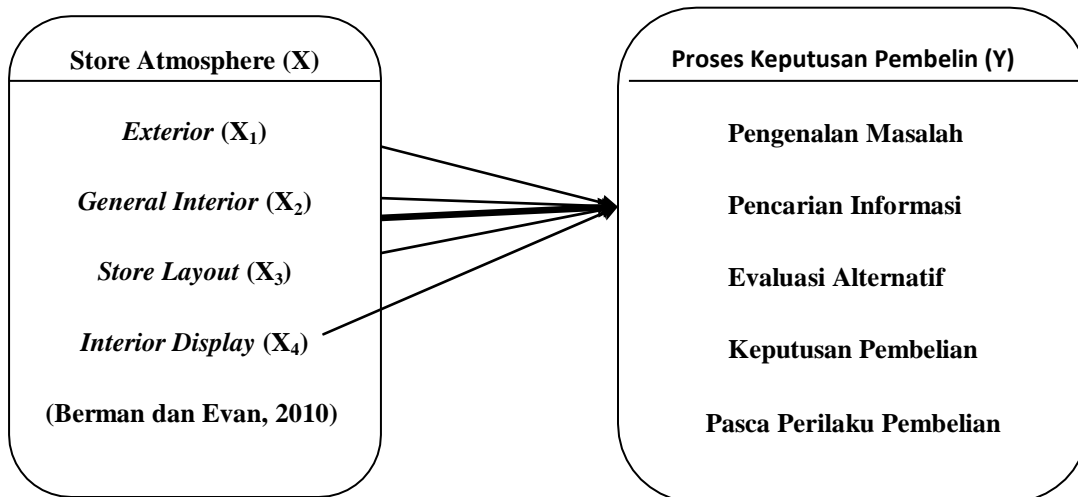 Store Atmosphere (X)
Exterior (X₁)
General Interior (X₂)
Store Layout (X₃)
Interior Display (X₄)
(Berman dan Evan, 2010)
Proses Keputusan Pembelin (Y)
Pengenalan Masalah
Pencarian Informasi
Evaluasi Alternatif
Keputusan Pembelian
Pasca Perilaku Pembelian